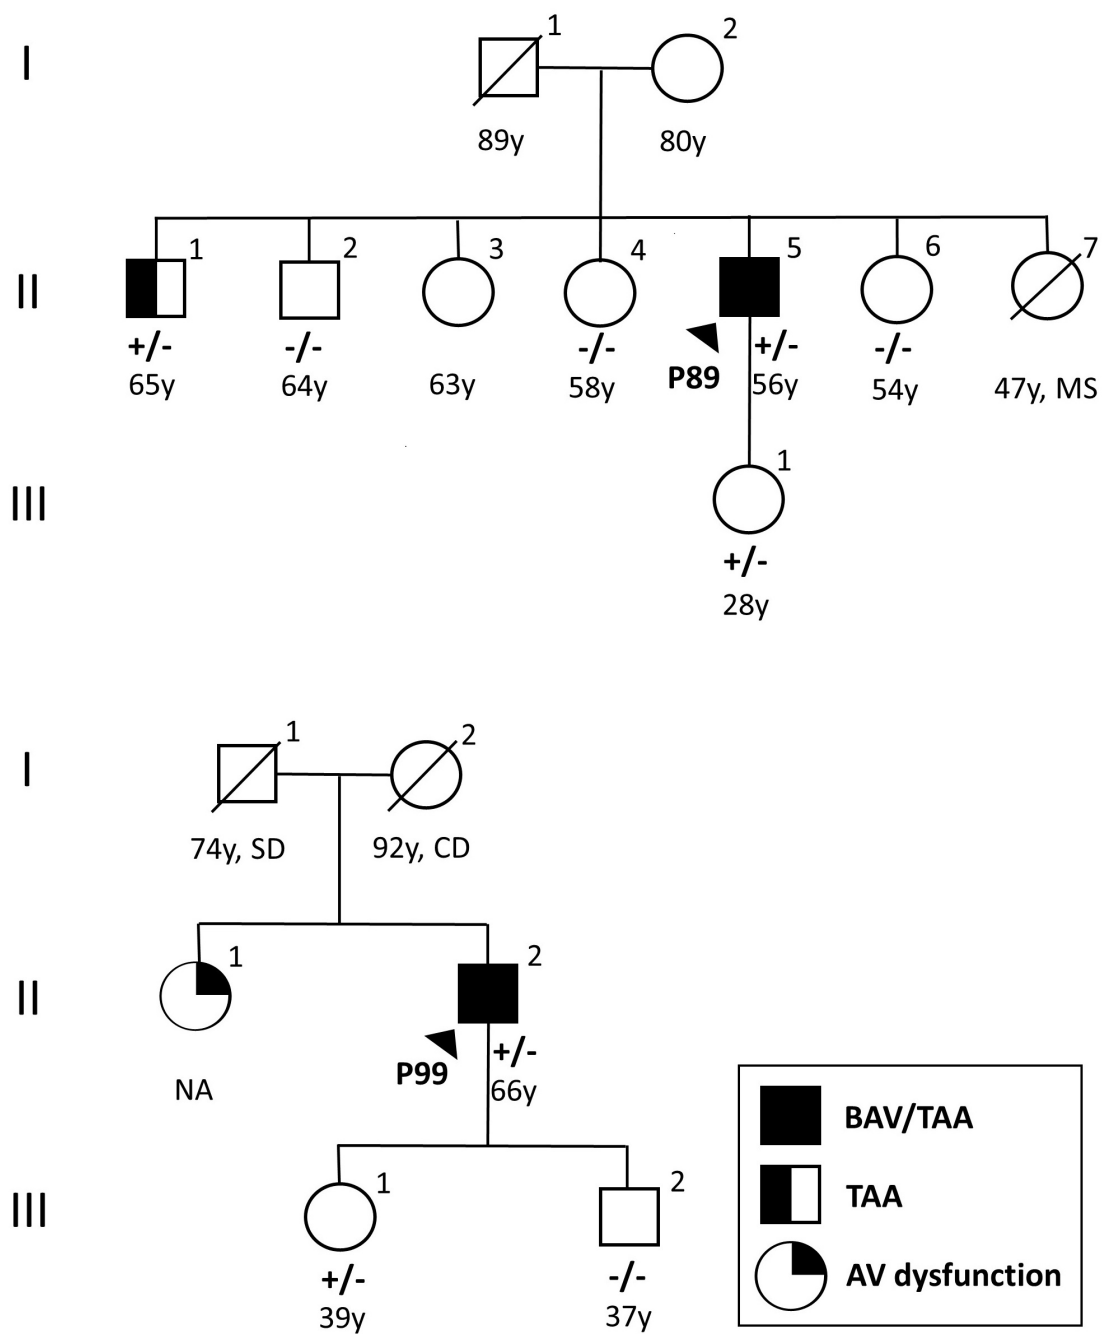 I
1
2
89y
80y
II
1
2
3
4
5
6
7
+/-
-/-
-/-
P89
+/-
-/-
65y
64y
63y
58y
56y
54y
47y, MS
III
1
+/-
28y
I
1
2
74y, SD
92y, CD
II
1
2
P99
+/-
NA
66y
III
1
2
+/-
-/-
39y
37y
BAV/TAA
TAA
AV dysfunction